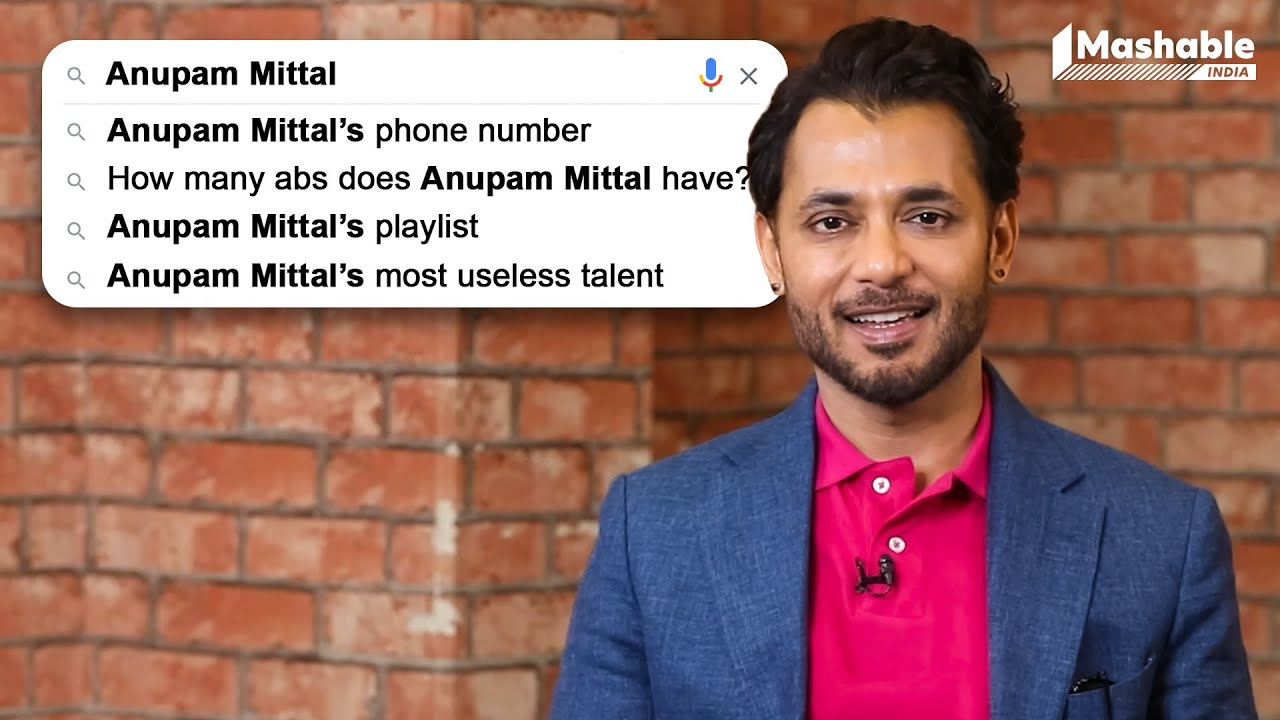 Anupam Mittal
Anupam Mittal’s phone number
How many abs does Anupam Mittal have?
Anupam Mittal’s playlist
Anupam Mittal’s most useless talent
Mashable
INDIA